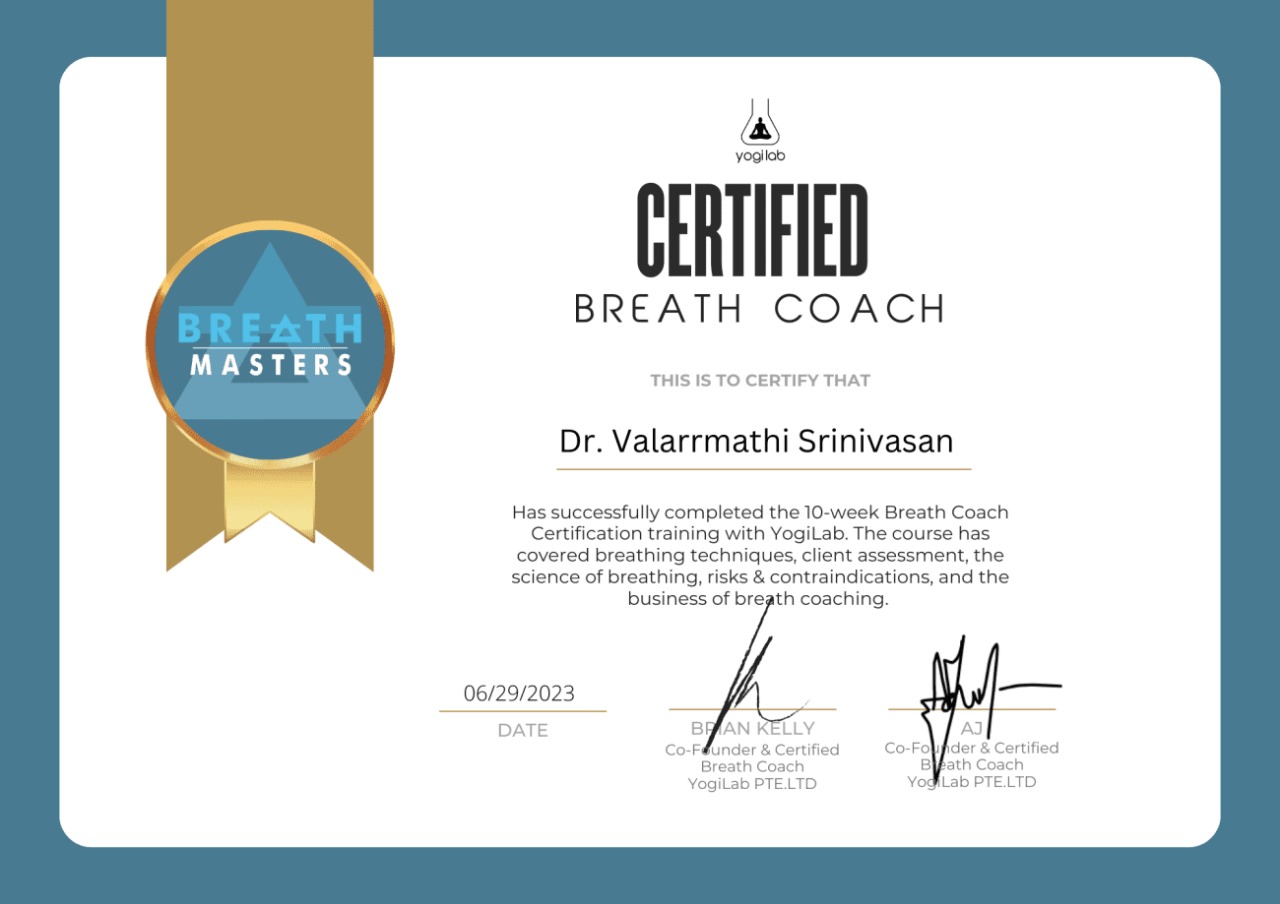 yogilab
CERTIFIED
BREATH COACH
BREATH
MASTERS
THIS IS TO CERTIFY THAT
Dr. Valarrmathi Srinivasan
Has successfully completed the 10-week Breath Coach
Certification training with YogiLab. The course has
covered breathing techniques, client assessment, the
science of breathing, risks & contraindications, and the
business of breath coaching.
06/29/2023
DATE
BRIAN KELLY
Co-Founder & Certified
Breath Coach
YogiLab PTE.LTD
AJ
Co-Founder & Certified
Breath Coach
YogiLab PTE.LTD